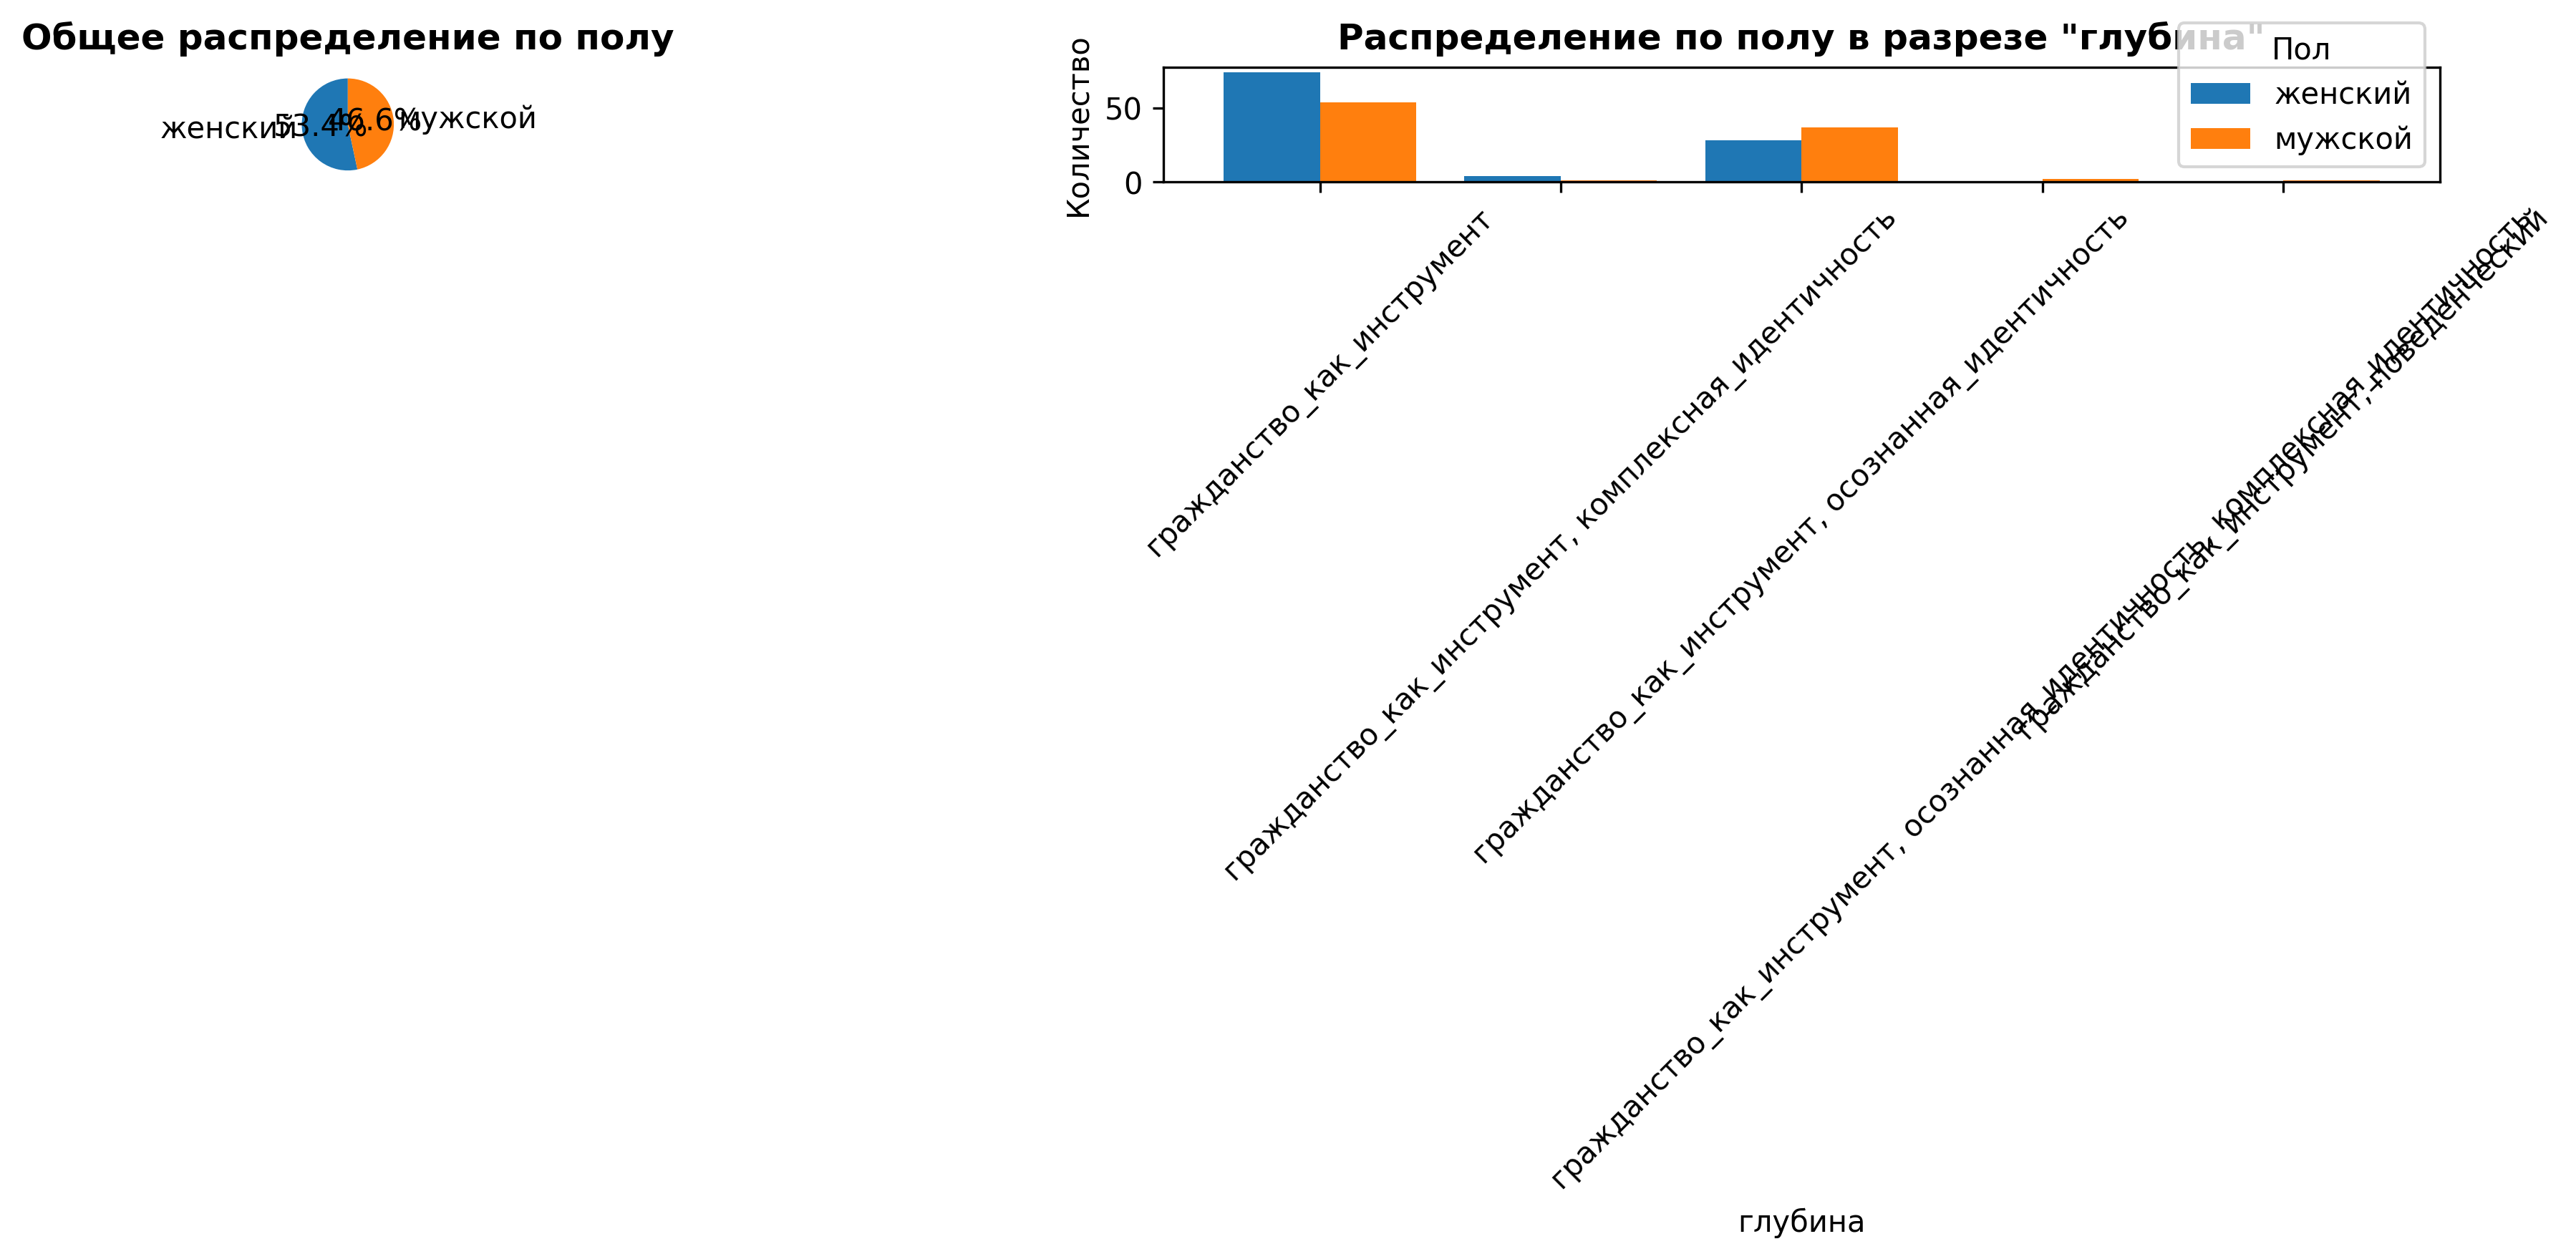 Общее распределение по полу
женский
53.4%
46.6%
мужской
Распределение по полу в разрезе "глубина"
Количество
50
0
Пол
женский
мужской
гражданство_как_инструмент
гражданство_как_инструмент, комплексная_идентичность
гражданство_как_инструмент, осознанная_идентичность
гражданство_как_инструмент, осознанная_идентичность, комплексная_идентичность
гражданство_как_инструмент, поведенческий
глубина